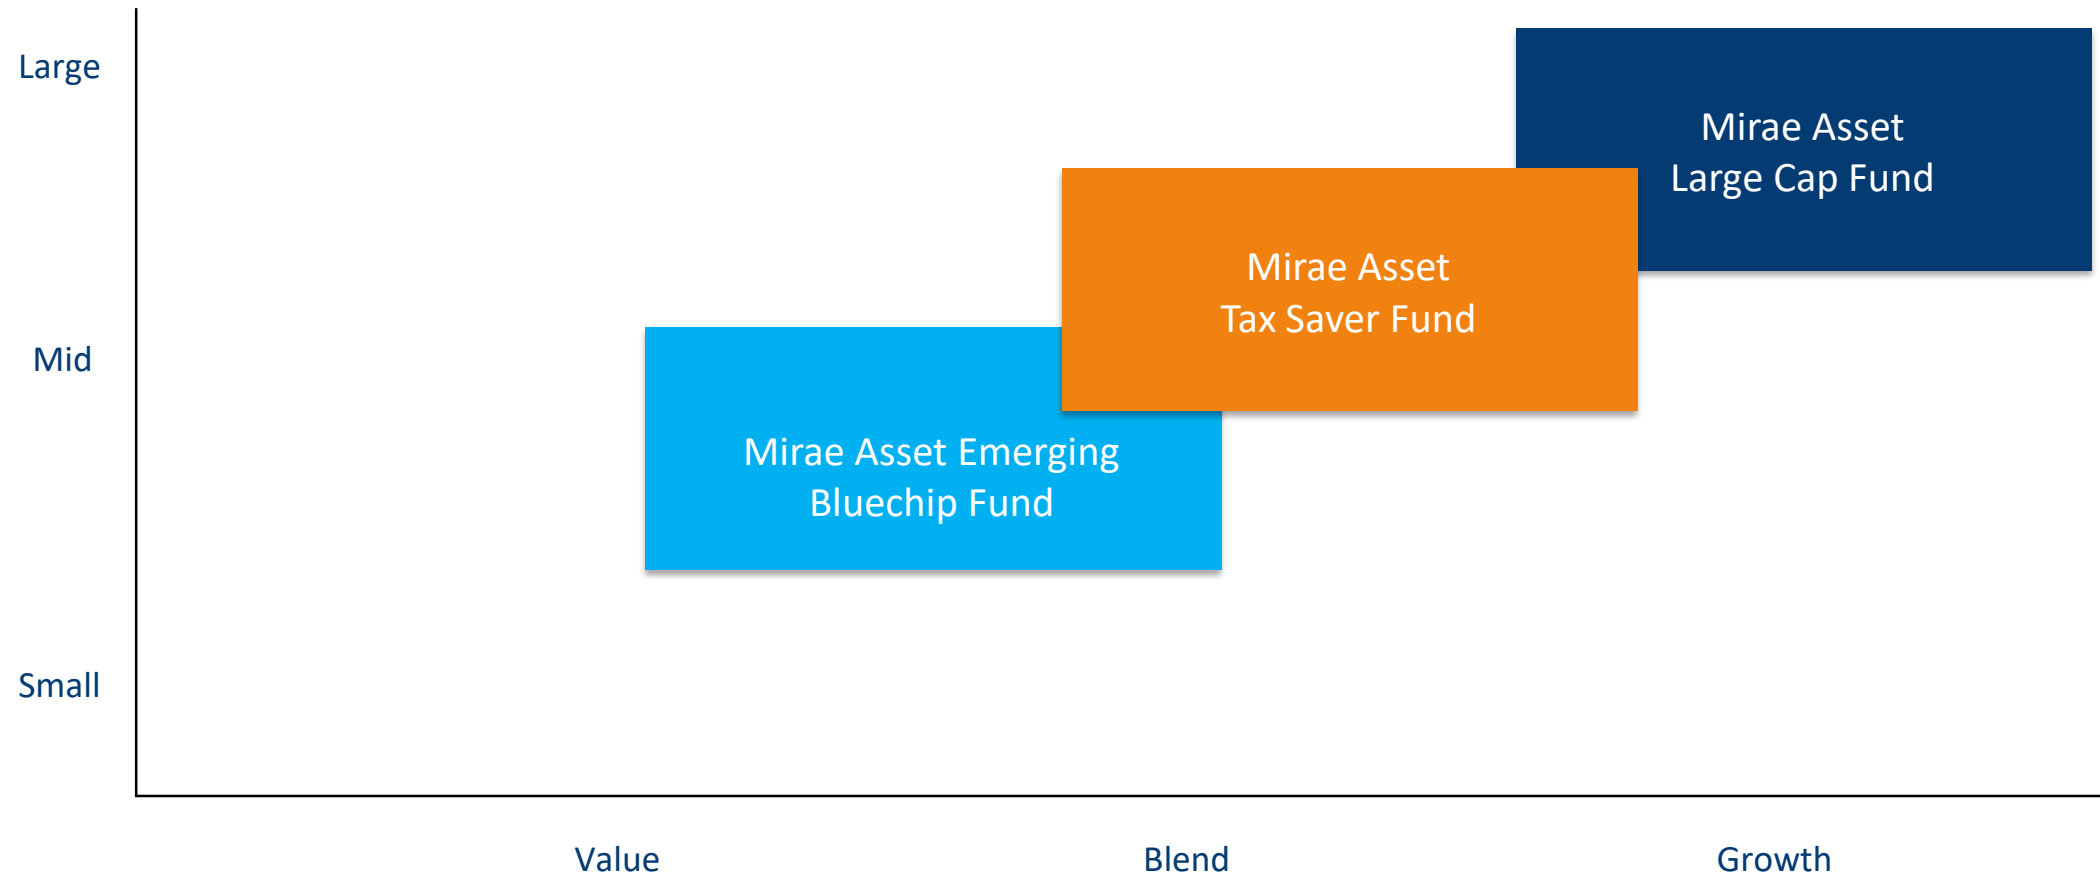 Large
Mirae Asset
Large Cap Fund
Mirae Asset
Tax Saver Fund
Mid
Mirae Asset Emerging
Bluechip Fund
Small
Value
Blend
Growth